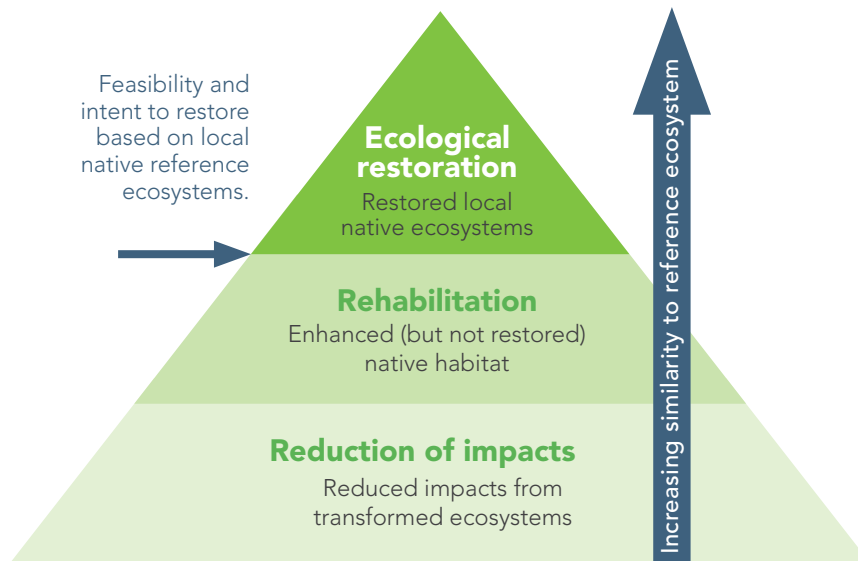 Feasibility and
intent to restore
based on local
native reference
ecosystems.
Ecological
restoration
Restored local
native ecosystems
Rehabilitation
Enhanced (but not restored)
native habitat
Reduction of impacts
Reduced impacts from
transformed ecosystems
Increasing similarity to reference ecosystem